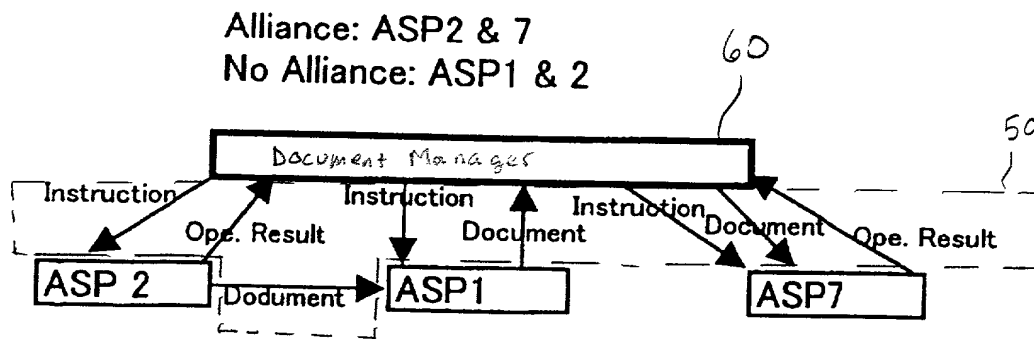 Alliance: ASP2 & 7
No Alliance: ASP1 & 2
60
50
Document Manager
Instruction
Instruction
Instruction
Ope. Result
Document
Document
Ope. Result
ASP 2
Dodument
ASP1
ASP7